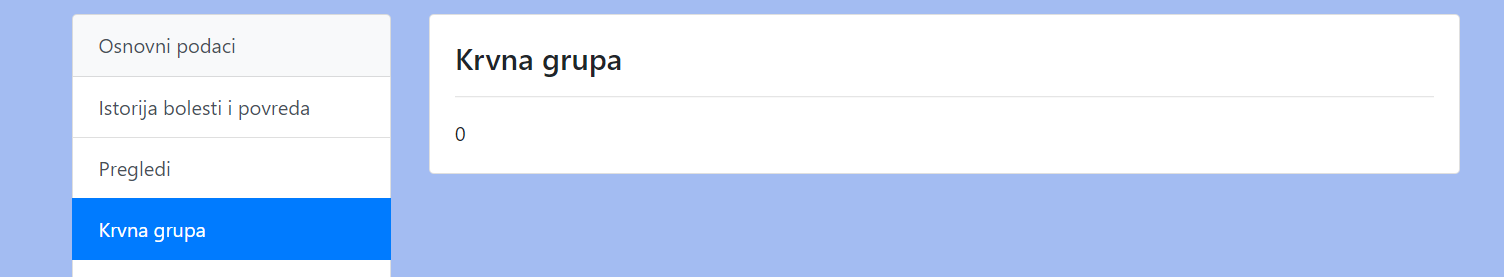 Osnovni podaci
Istorija bolesti i povreda
Pregledi
Krvna grupa
Krvna grupa
0